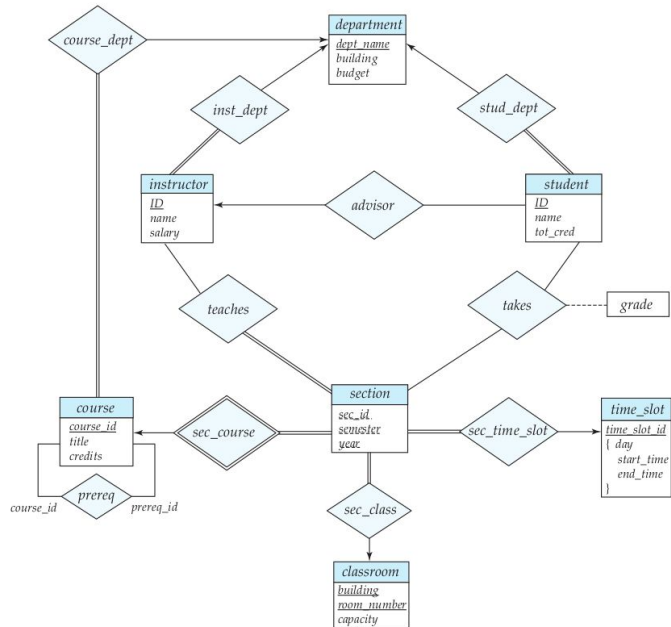 department
dept_name
building
budget
course_dept
inst_dept
stud_dept
instructor
ID
name
salary
advisor
student
ID
name
tot_cred
teaches
takes
grade
course
course_id
title
credits
sec_course
section
sec_id
semester
year
sec_time_slot
time_slot
time_slot_id
{ day
start_time
end_time
}
prereq
course_id
prereq_id
sec_class
classroom
building
room_number
capacity